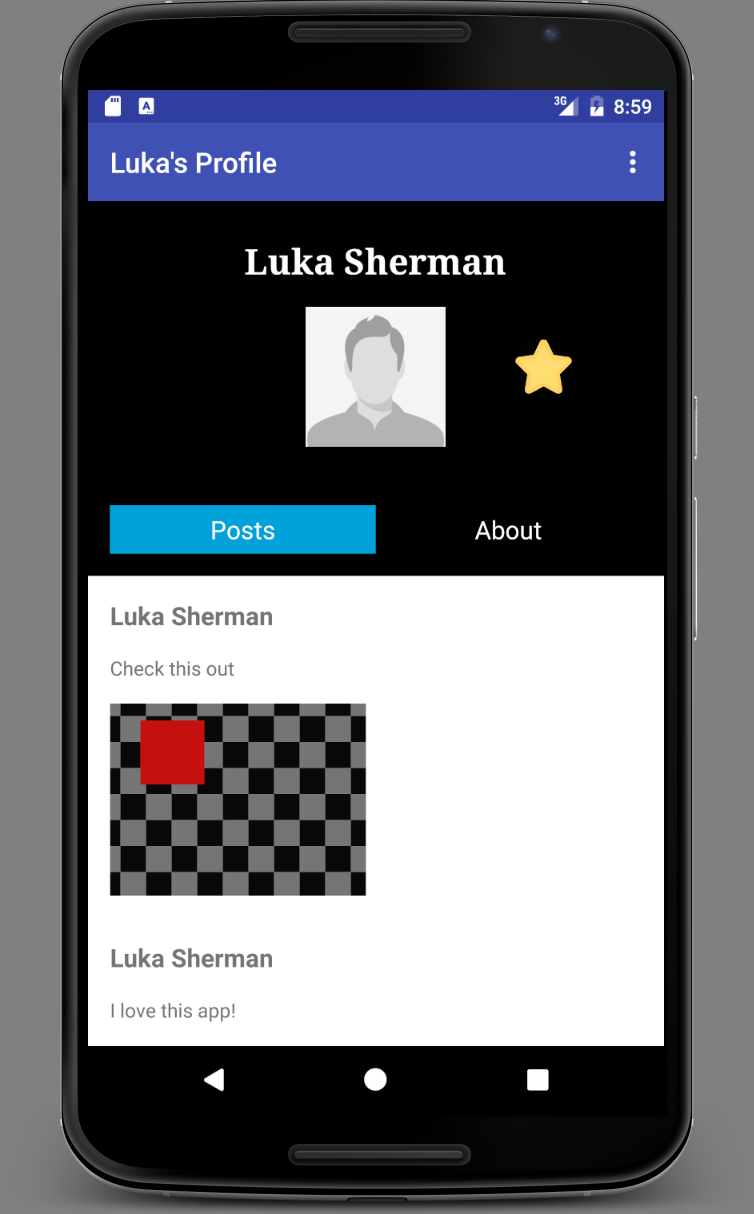 3G 8:59
Luka's Profile
Luka Sherman
Posts About
Luka Sherman
Check this out
Luka Sherman
I love this app!